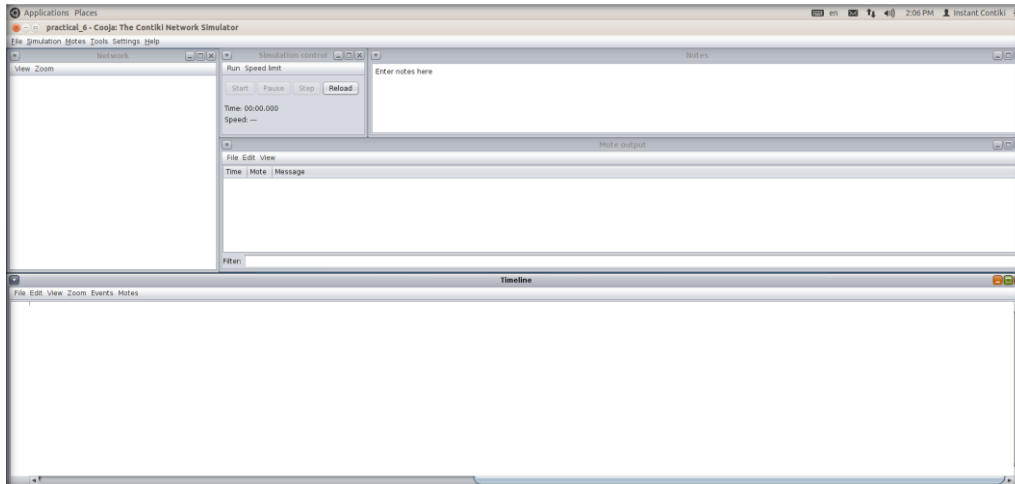 Applications Places en 2:06 PM Instant Contiki
practical_6 - Cooja: The Contiki Network Simulator
File Simulation Motes Tools Settings Help
Network
View Zoom
Simulation control
Run Speed limit
Start Pause Step Reload
Time: 00:00.000
Speed: ---
Notes
Enter notes here
Mote output
File Edit View
Time Mote Message
Filter:
Timeline
File Edit View Zoom Events Motes